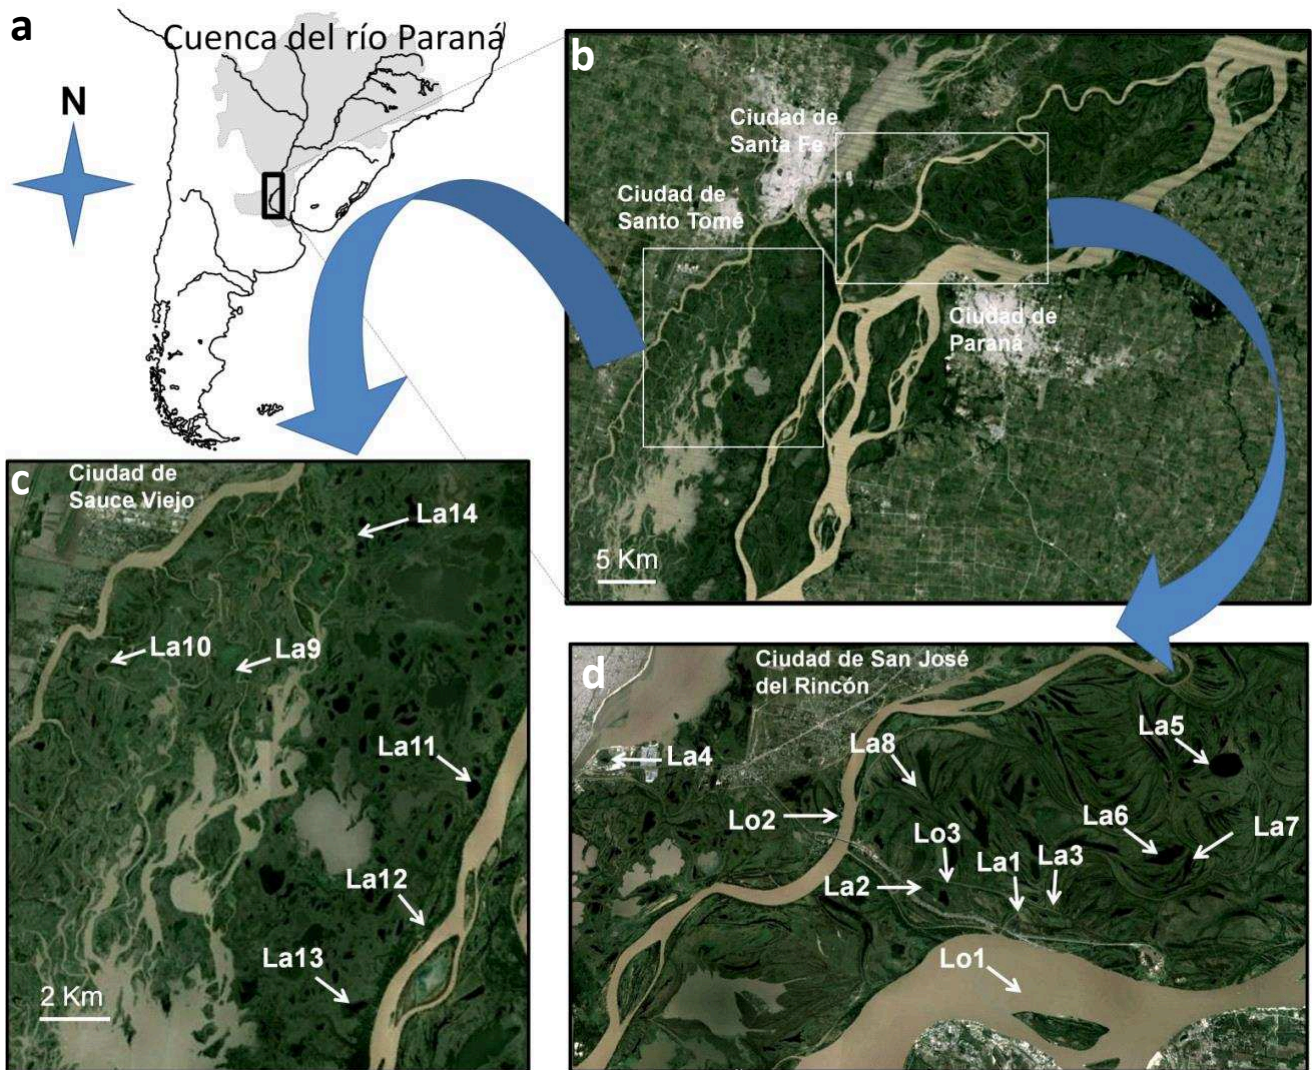 a
Cuenca del río Paraná
N
b
Ciudad de
Santa Fe
Ciudad de
Santo Tomé
Ciudad de
Paraná
5 Km
c
Ciudad de
Sauce Viejo
La14
La10
La9
La11
La12
La13
2 Km
d
Ciudad de San José
del Rincón
La4
La8
La5
Lo2
Lo3
La6
La7
La1
La3
La2
Lo1